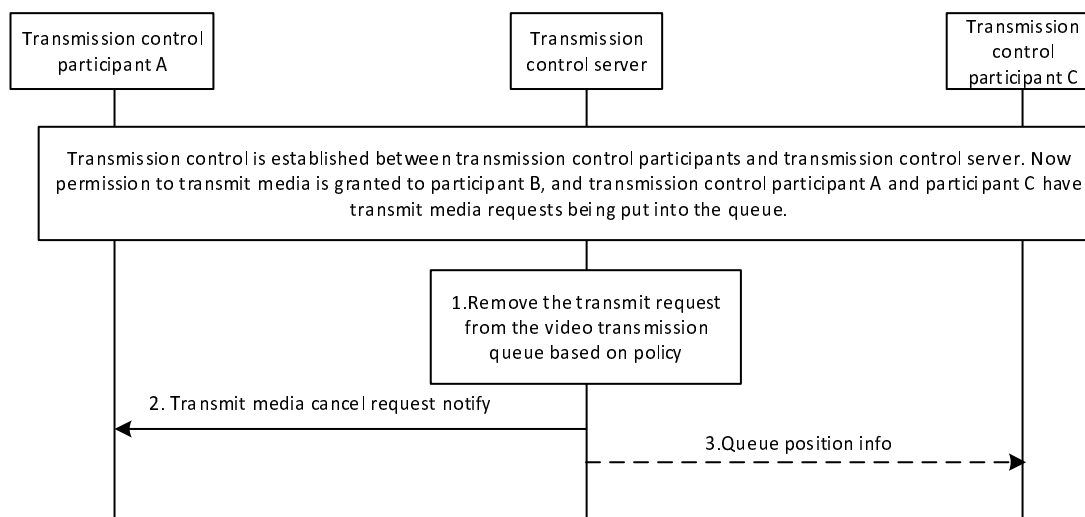 Transmission control
participant A
Transmission
control server
Transmission
control
participant C
Transmission control is established between transmission control participants and transmission control server. Now
permission to transmit media is granted to participant B, and transmission control participant A and participant C have
transmit media requests being put into the queue.
1.Remove the transmit request
from the video transmission
queue based on policy
2. Transmit media cancel request notify
3.Queue position info